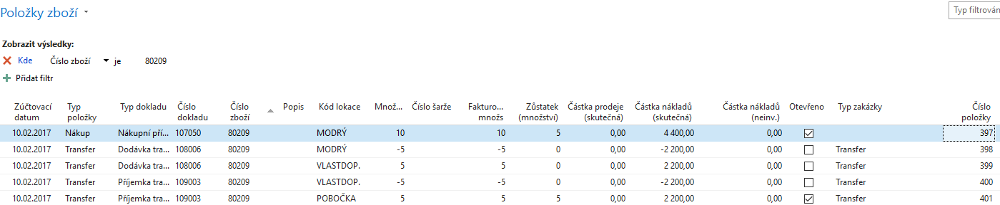 Položky zboží
Typ filtrován
Zobrazit výsledky:
Kde Číslo zboží je 80209
Přidat filtr
Zúčtovací datum Typ položky Typ dokladu Číslo dokladu Číslo zboží Popis Kód lokace Množ... Číslo šarže Fakturo... množs Zůstatek (množství) Částka prodeje (skutečná) Částka nákladů (skutečná) Částka nákladů (neinv.) Otevřeno Typ zakázky Číslo položky
10.02.2017 Nákup Nákupní pří... 107050 80209 MODRÝ 10 10 5 0,00 4 400,00 0,00 397
10.02.2017 Transfer Dodávka tra... 108006 80209 MODRÝ -5 -5 0 0,00 -2 200,00 0,00 Transfer 398
10.02.2017 Transfer Dodávka tra... 108006 80209 VLASTDOP. 5 5 0 0,00 2 200,00 0,00 Transfer 399
10.02.2017 Transfer Příjemka tra... 109003 80209 VLASTDOP. -5 -5 0 0,00 -2 200,00 0,00 Transfer 400
10.02.2017 Transfer Příjemka tra... 109003 80209 POBOČKA 5 5 5 0,00 2 200,00 0,00 Transfer 401